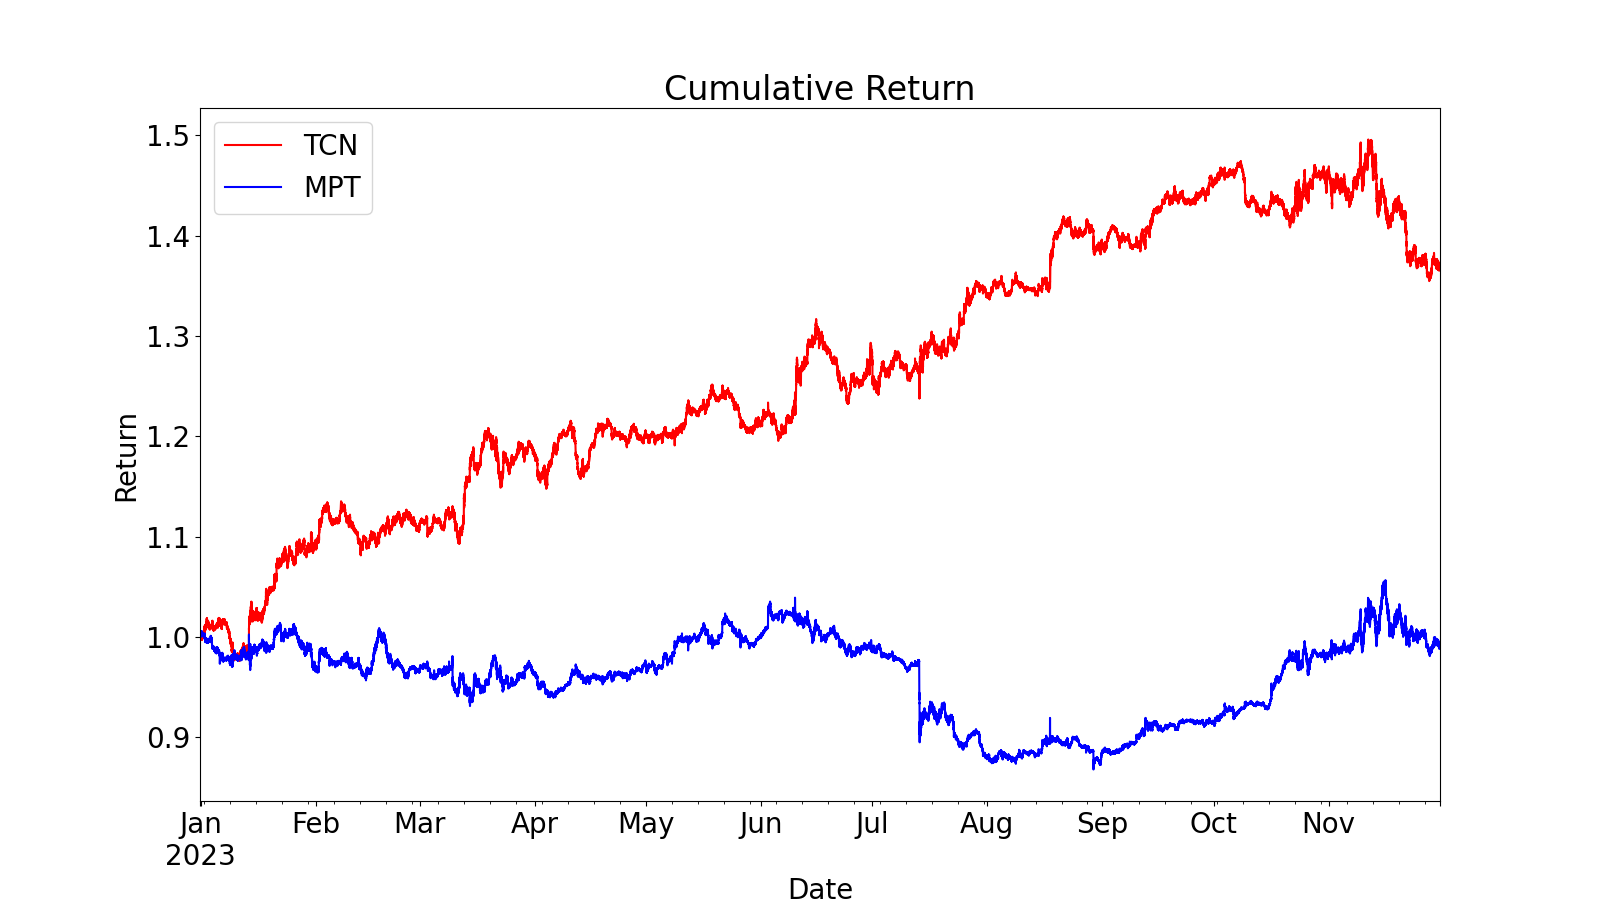 Cumulative Return
TCN
MPT
1.5
1.4
1.3
1.2
1.1
1.0
0.9
Return
Jan Feb Mar Apr May Jun Jul Aug Sep Oct Nov
2023
Date